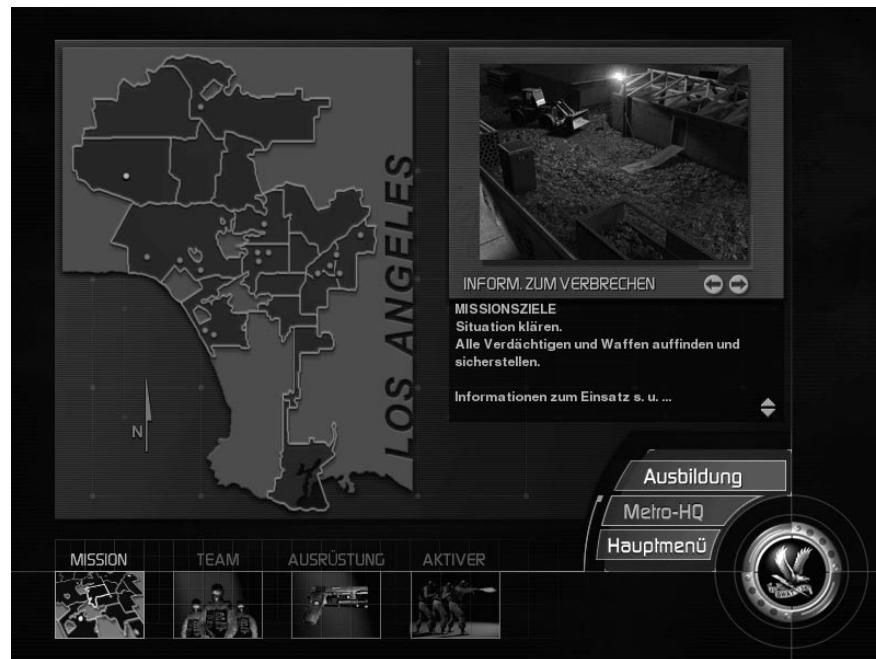 LOS ANGELES
N
INFORM. ZUM VERBRECHEN
MISSIONSZIELE
Situation klären.
Alle Verdächtigen und Waffen auffinden und
sicherstellen.
Informationen zum Einsatz s. u. ...
Ausbildung
Metro-HQ
Hauptmenü
MISSION
TEAM
AUSRÜSTUNG
AKTIVER